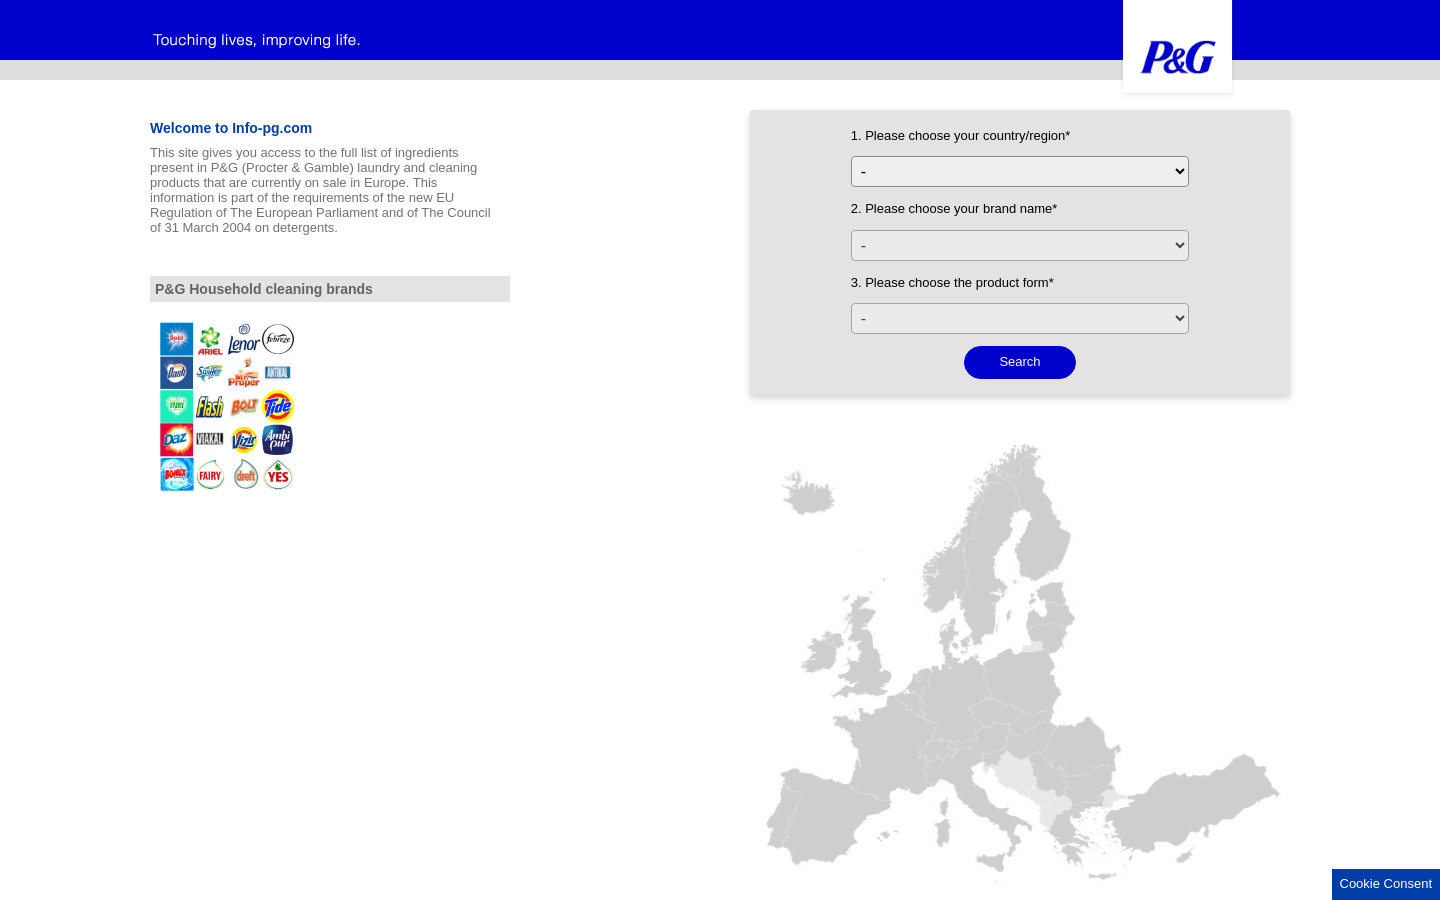 Touching lives, improving life.
P&G
Welcome to Info-pg.com
This site gives you access to the full list of ingredients
present in P&G (Procter & Gamble) laundry and cleaning
products that are currently on sale in Europe. This
information is part of the requirements of the new EU
Regulation of The European Parliament and of The Council
of 31 March 2004 on detergents.
P&G Household cleaning brands
Bold ARIEL Lenor febreze
Dash Swiffer Mr Proper ANTIKAL
FAIRY Flash BOLT Tide
Daz VIAKAL Vizir Ambi pur
BONUX FAIRY dreft YES
1. Please choose your country/region*
-
2. Please choose your brand name*
-
3. Please choose the product form*
-
Search
Cookie Consent